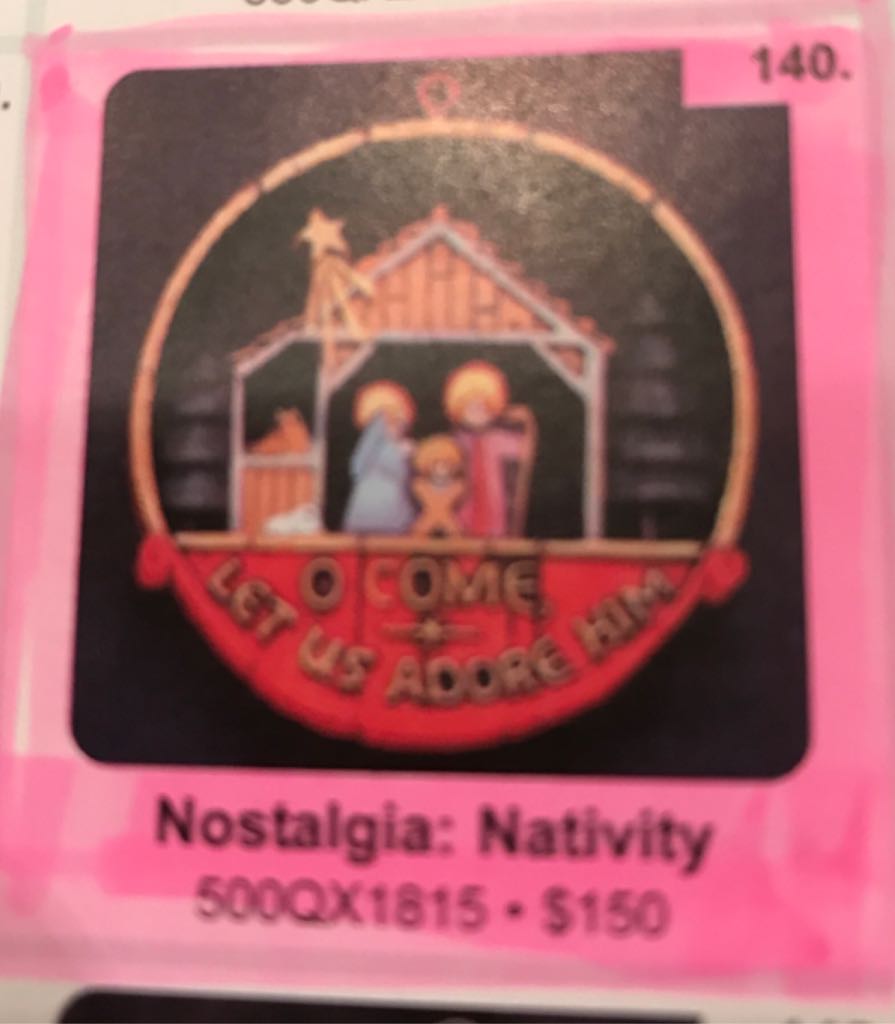 140.
O COME,
LET US ADORE HIM
Nostalgia: Nativity
500QX1815 • $150